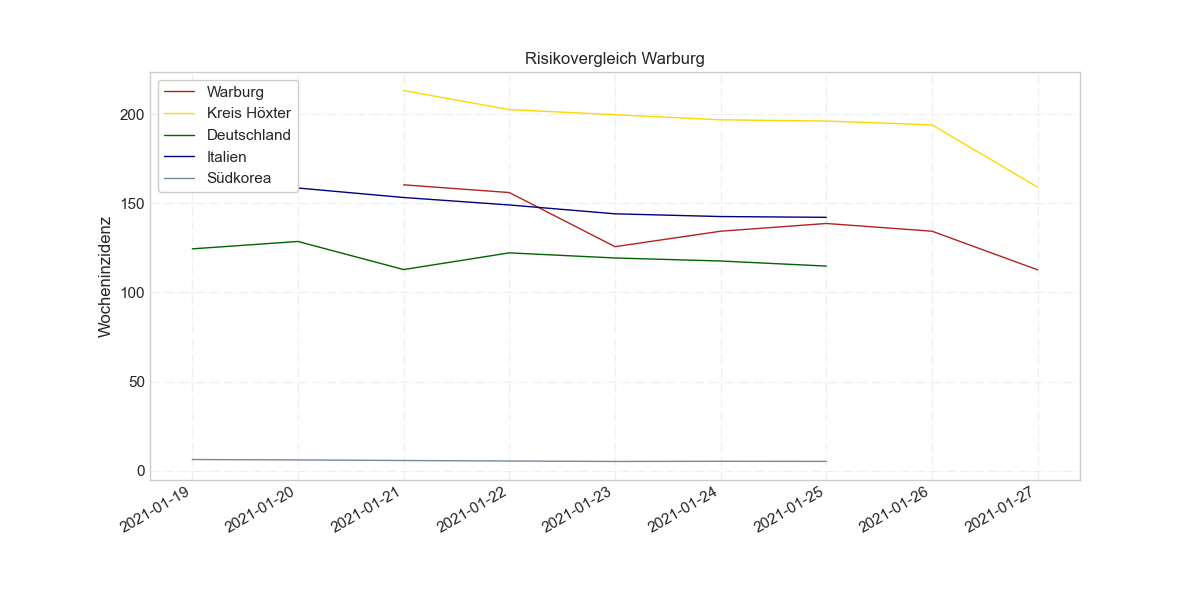 Risikovergleich Warburg
Warburg
Kreis Höxter
Deutschland
Italien
Südkorea
Wocheninzidenz
200
150
100
50
0
2021-01-19
2021-01-20
2021-01-21
2021-01-22
2021-01-23
2021-01-24
2021-01-25
2021-01-26
2021-01-27